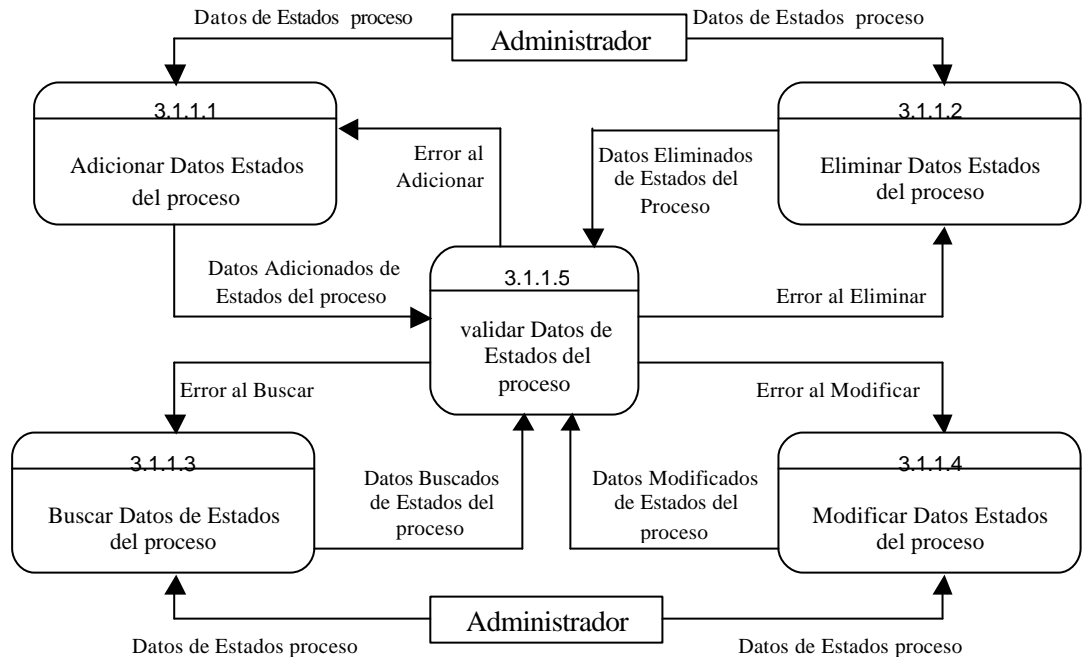 Datos de Estados proceso
Administrador
Datos de Estados proceso
3.1.1.1
Adicionar Datos Estados
del proceso
Error al
Adicionar
Datos Eliminados
de Estados del
Proceso
3.1.1.2
Eliminar Datos Estados
del proceso
Datos Adicionados de
Estados del proceso
3.1.1.5
validar Datos de
Estados del
proceso
Error al Eliminar
Error al Buscar
Error al Modificar
3.1.1.3
Buscar Datos de Estados
del proceso
Datos Buscados
de Estados del
proceso
Datos Modificados
de Estados del
proceso
3.1.1.4
Modificar Datos Estados
del proceso
Administrador
Datos de Estados proceso
Datos de Estados proceso